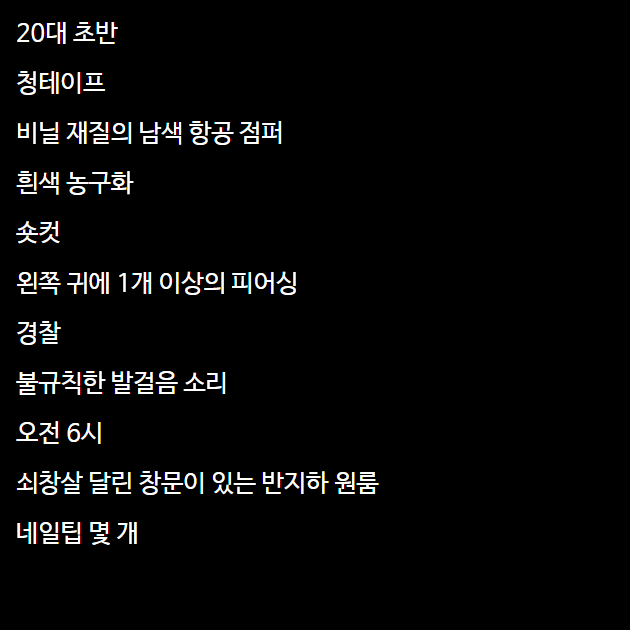 20대 초반
청테이프
비닐 재질의 남색 항공 점퍼
흰색 농구화
숏컷
왼쪽 귀에 1개 이상의 피어싱
경찰
불규칙한 발걸음 소리
오전 6시
쇠창살 달린 창문이 있는 반지하 원룸
네일팁 몇 개